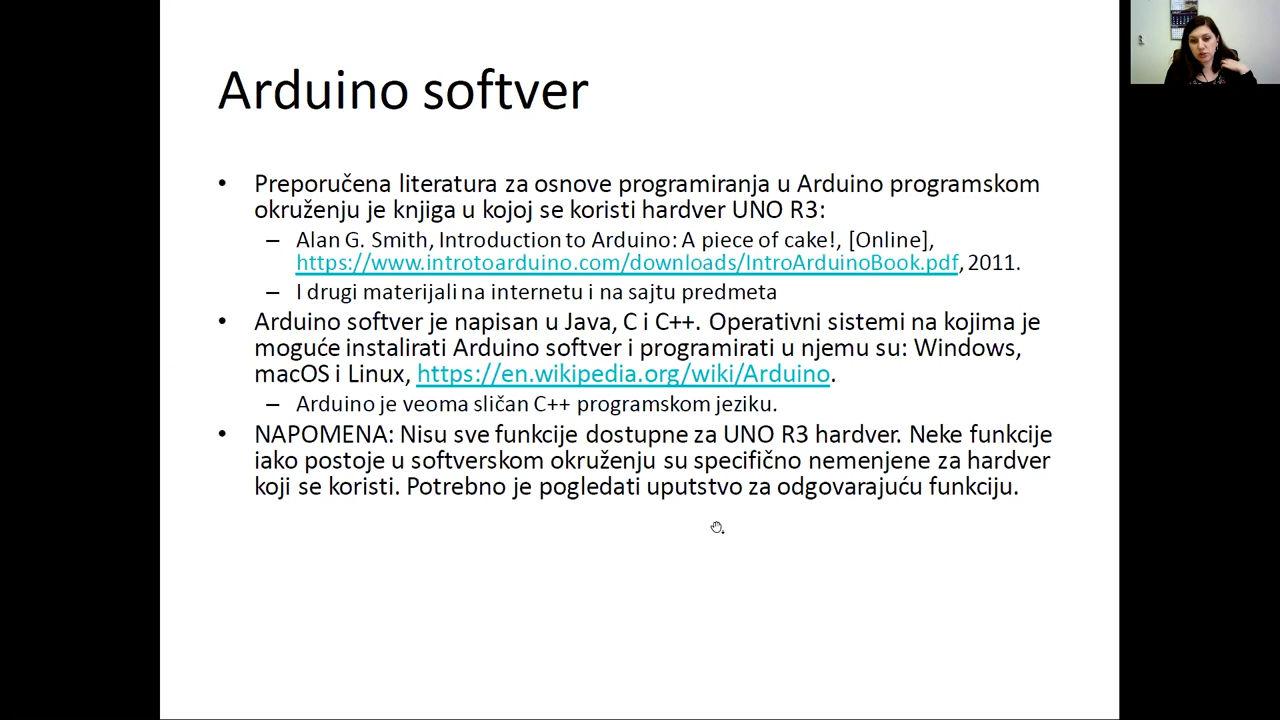 Arduino softver
• Preporučena literatura za osnove programiranja u Arduino programskom
okruženju je knjiga u kojoj se koristi hardver UNO R3:
– Alan G. Smith, Introduction to Arduino: A piece of cake!, [Online],
https://www.introtoarduino.com/downloads/IntroArduinoBook.pdf, 2011.
– I drugi materijali na internetu i na sajtu predmeta
• Arduino softver je napisan u Java, C i C++. Operativni sistemi na kojima je
moguće instalirati Arduino softver i programirati u njemu su: Windows,
macOS i Linux, https://en.wikipedia.org/wiki/Arduino.
– Arduino je veoma sličan C++ programskom jeziku.
• NAPOMENA: Nisu sve funkcije dostupne za UNO R3 hardver. Neke funkcije
iako postoje u softverskom okruženju su specifično nemenjene za hardver
koji se koristi. Potrebno je pogledati uputstvo za odgovarajuću funkciju.